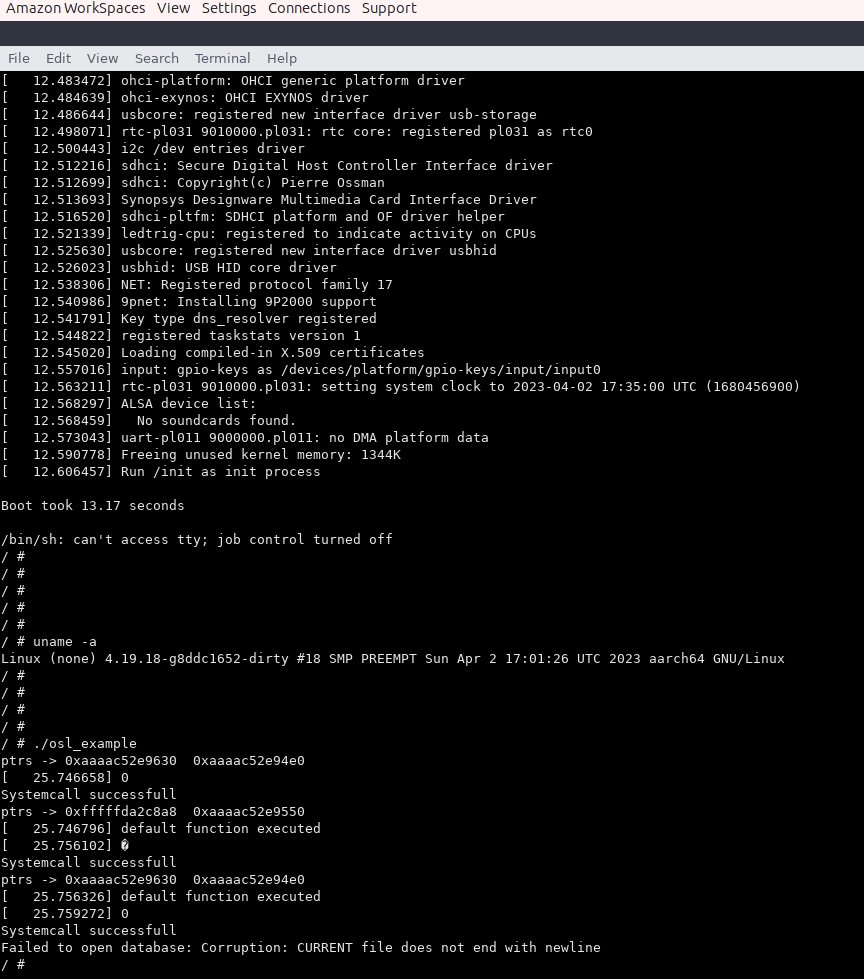 Amazon WorkSpaces View Settings Connections Support
File Edit View Search Terminal Help
[   12.483472] ohci-platform: OHCI generic platform driver
[   12.484639] ohci-exynos: OHCI EXYNOS driver
[   12.486644] usbcore: registered new interface driver usb-storage
[   12.498071] rtc-pl031 9010000.pl031: rtc core: registered pl031 as rtc0
[   12.500443] i2c /dev entries driver
[   12.512216] sdhci: Secure Digital Host Controller Interface driver
[   12.512699] sdhci: Copyright(c) Pierre Ossman
[   12.513693] Synopsys Designware Multimedia Card Interface Driver
[   12.516520] sdhci-pltfm: SDHCI platform and OF driver helper
[   12.521339] ledtrig-cpu: registered to indicate activity on CPUs
[   12.525630] usbcore: registered new interface driver usbhid
[   12.526023] usbhid: USB HID core driver
[   12.538306] NET: Registered protocol family 17
[   12.540986] 9pnet: Installing 9P2000 support
[   12.541791] Key type dns_resolver registered
[   12.544822] registered taskstats version 1
[   12.545020] Loading compiled-in X.509 certificates
[   12.557016] input: gpio-keys as /devices/platform/gpio-keys/input/input0
[   12.563211] rtc-pl031 9010000.pl031: setting system clock to 2023-04-02 17:35:00 UTC (1680456900)
[   12.568297] ALSA device list:
[   12.568459]   No soundcards found.
[   12.573043] uart-pl011 9000000.pl011: no DMA platform data
[   12.590778] Freeing unused kernel memory: 1344K
[   12.606457] Run /init as init process
Boot took 13.17 seconds
/bin/sh: can't access tty; job control turned off
/ #
/ #
/ #
/ #
/ #
/ # uname -a
Linux (none) 4.19.18-g8ddc1652-dirty #18 SMP PREEMPT Sun Apr 2 17:01:26 UTC 2023 aarch64 GNU/Linux
/ #
/ #
/ #
/ #
/ # ./osl_example
ptrs -> 0xaaaac52e9630  0xaaaac52e94e0
[   25.746658] 0
Systemcall successfull
ptrs -> 0xfffffda2c8a8  0xaaaac52e9550
[   25.746796] default function executed
[   25.756102] �
Systemcall successfull
ptrs -> 0xaaaac52e9630  0xaaaac52e94e0
[   25.756326] default function executed
[   25.759272] 0
Systemcall successfull
Failed to open database: Corruption: CURRENT file does not end with newline
/ #